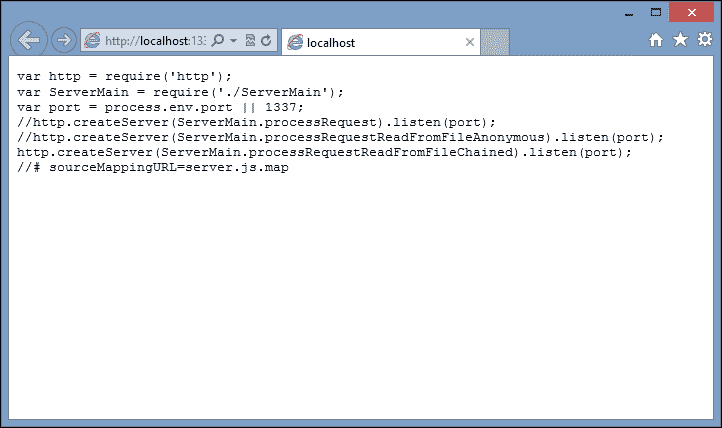 http://localhost:133
localhost
var http = require('http');
var ServerMain = require('./ServerMain');
var port = process.env.port || 1337;
//http.createServer(ServerMain.processRequest).listen(port);
//http.createServer(ServerMain.processRequestReadFromFileAnonymous).listen(port);
http.createServer(ServerMain.processRequestReadFromFileChained).listen(port);
//# sourceMappingURL=server.js.map